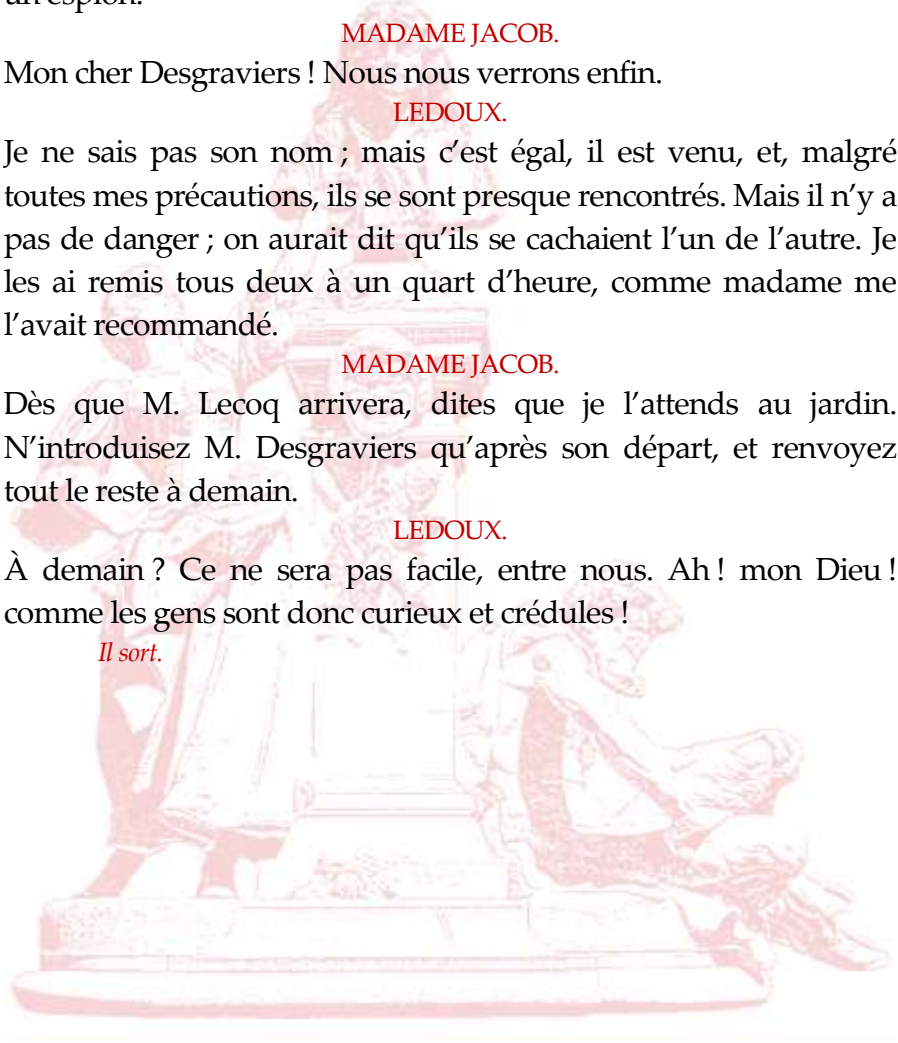 un espion.
MADAME JACOB.
Mon cher Desgraviers ! Nous nous verrons enfin.
LEDOUX.
Je ne sais pas son nom ; mais c’est égal, il est venu, et, malgré
toutes mes précautions, ils se sont presque rencontrés. Mais il n’y a
pas de danger ; on aurait dit qu’ils se cachaient l’un de l’autre. Je
les ai remis tous deux à un quart d’heure, comme madame me
l’avait recommandé.
MADAME JACOB.
Dès que M. Lecoq arrivera, dites que je l’attends au jardin.
N’introduisez M. Desgraviers qu’après son départ, et renvoyez
tout le reste à demain.
LEDOUX.
À demain ? Ce ne sera pas facile, entre nous. Ah ! mon Dieu !
comme les gens sont donc curieux et crédules !
Il sort.